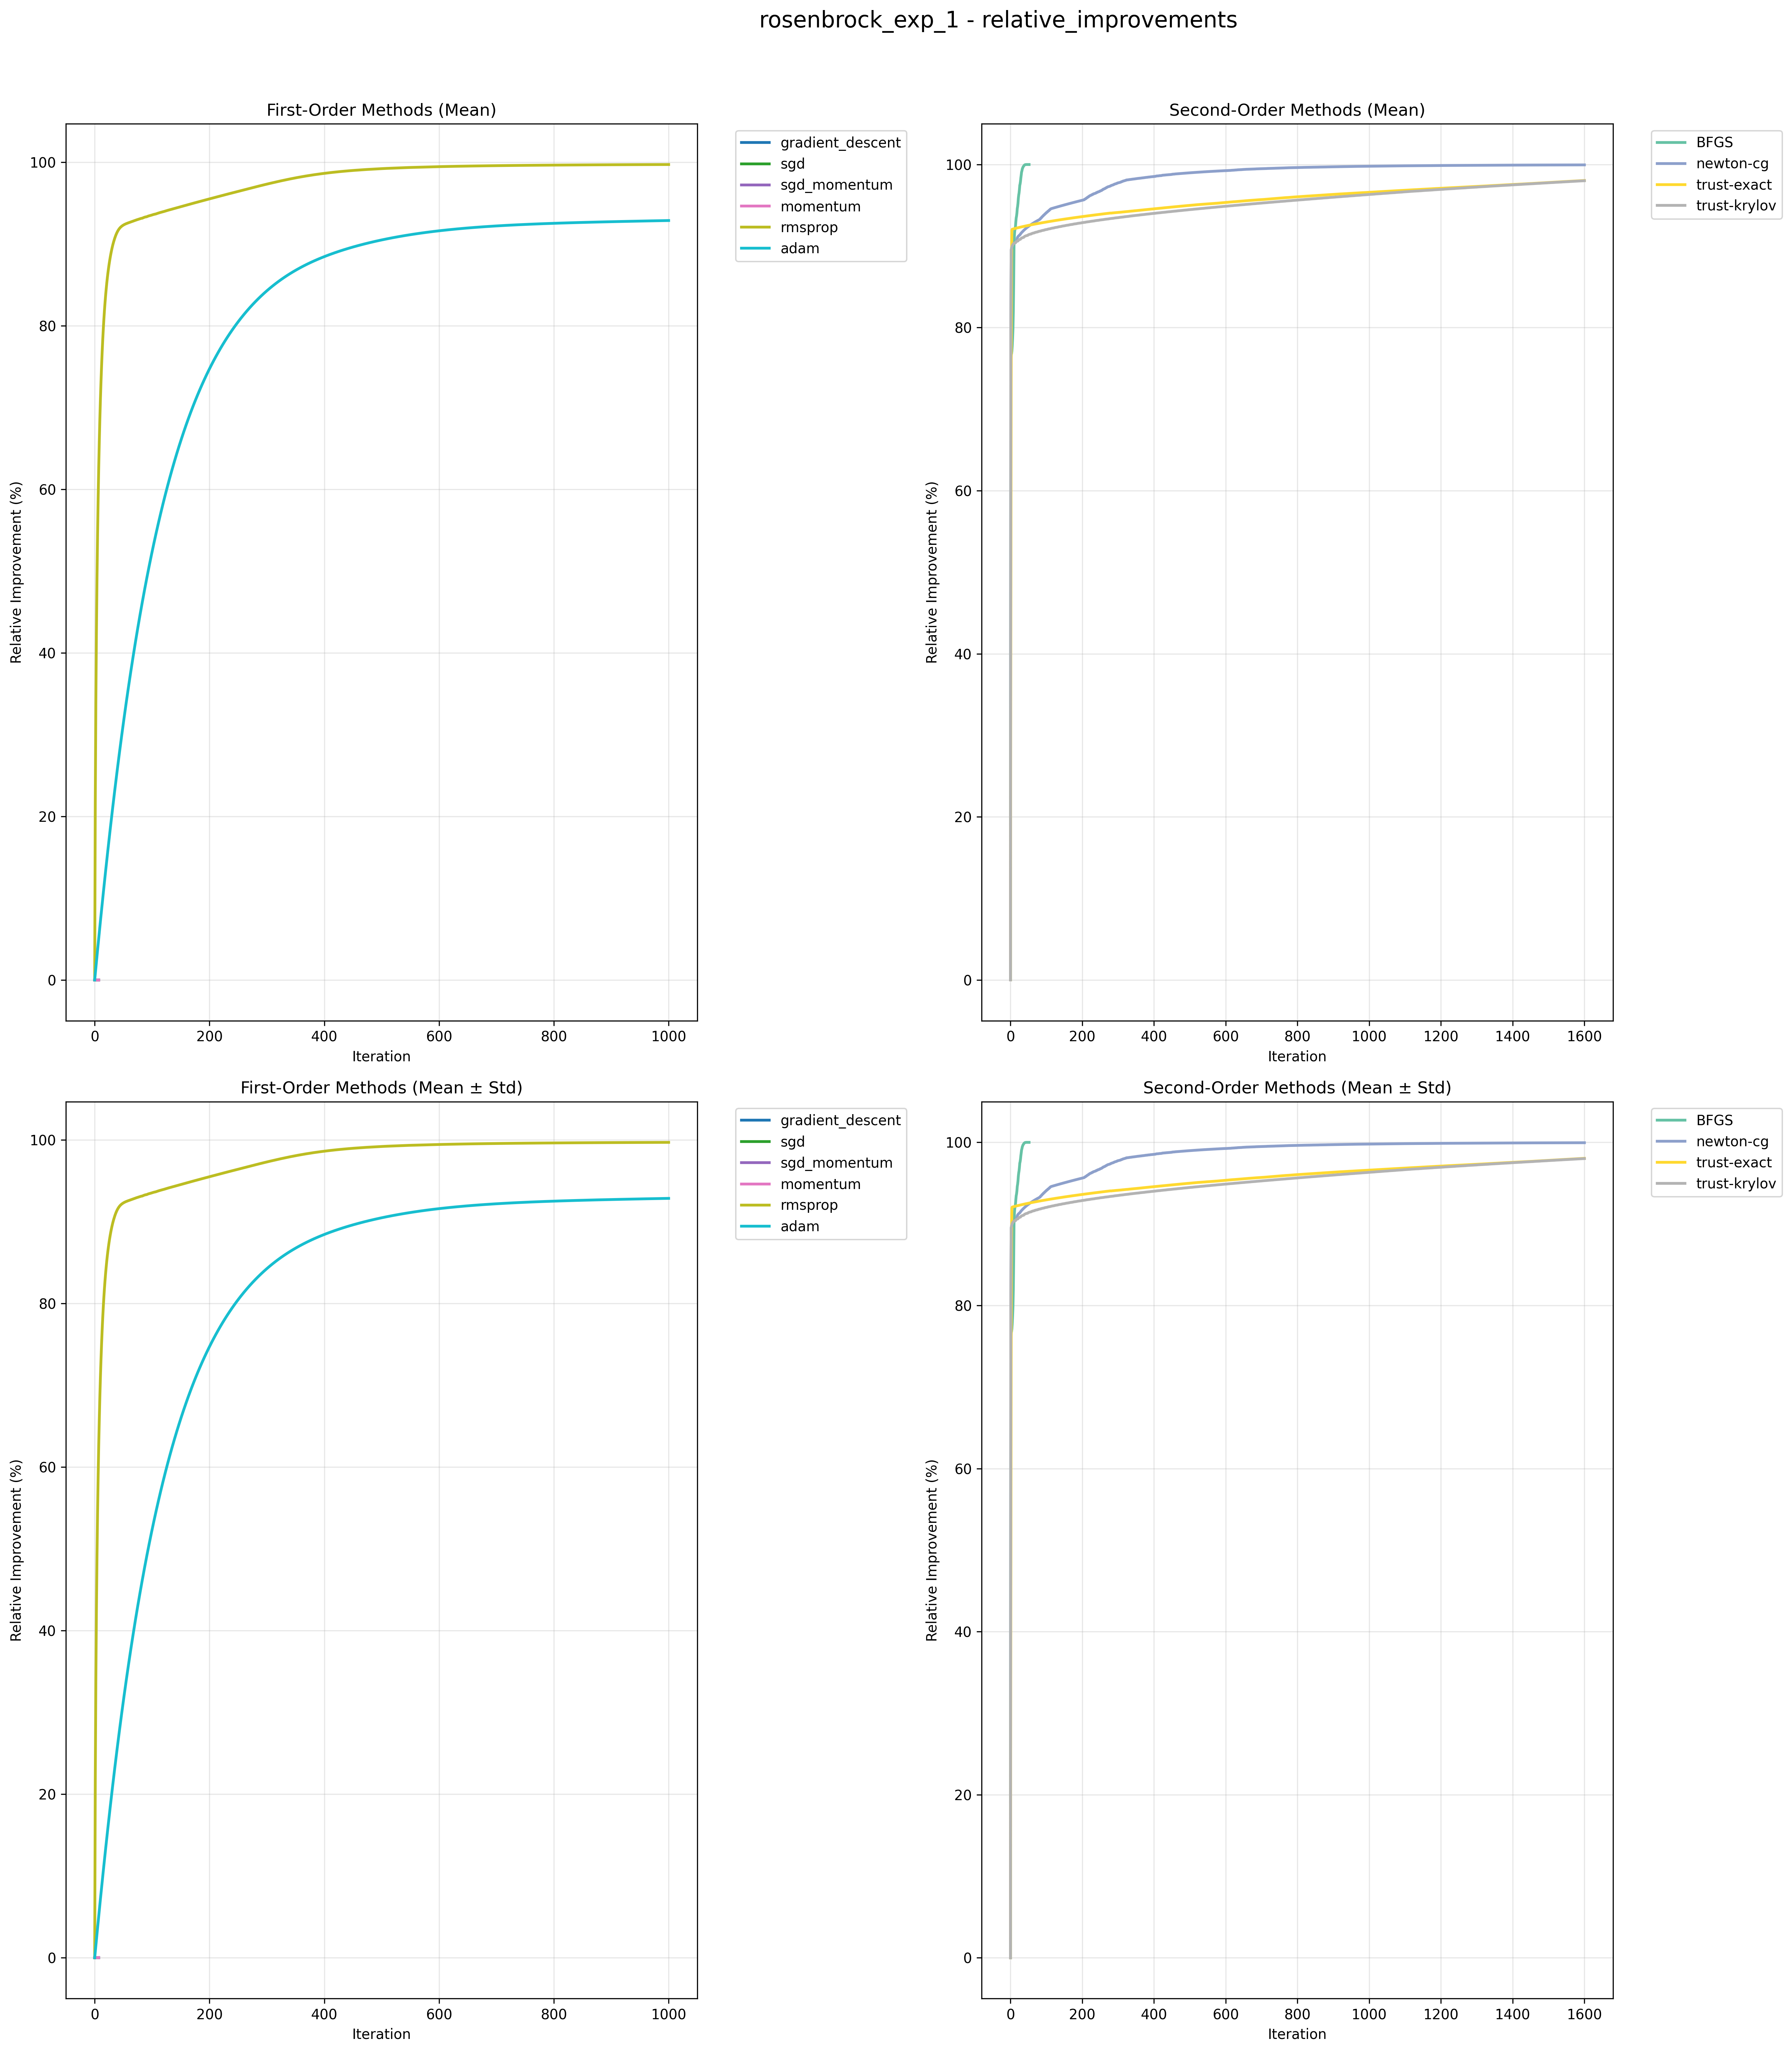 rosenbrock_exp_1 - relative_improvements
First-Order Methods (Mean)
Relative Improvement (%)
100
80
60
40
20
0
0 200 400 600 800 1000
Iteration
gradient_descent
sgd
sgd_momentum
momentum
rmsprop
adam
Second-Order Methods (Mean)
Relative Improvement (%)
100
80
60
40
20
0
0 200 400 600 800 1000 1200 1400 1600
Iteration
BFGS
newton-cg
trust-exact
trust-krylov
First-Order Methods (Mean ± Std)
Relative Improvement (%)
100
80
60
40
20
0
0 200 400 600 800 1000
Iteration
gradient_descent
sgd
sgd_momentum
momentum
rmsprop
adam
Second-Order Methods (Mean ± Std)
Relative Improvement (%)
100
80
60
40
20
0
0 200 400 600 800 1000 1200 1400 1600
Iteration
BFGS
newton-cg
trust-exact
trust-krylov